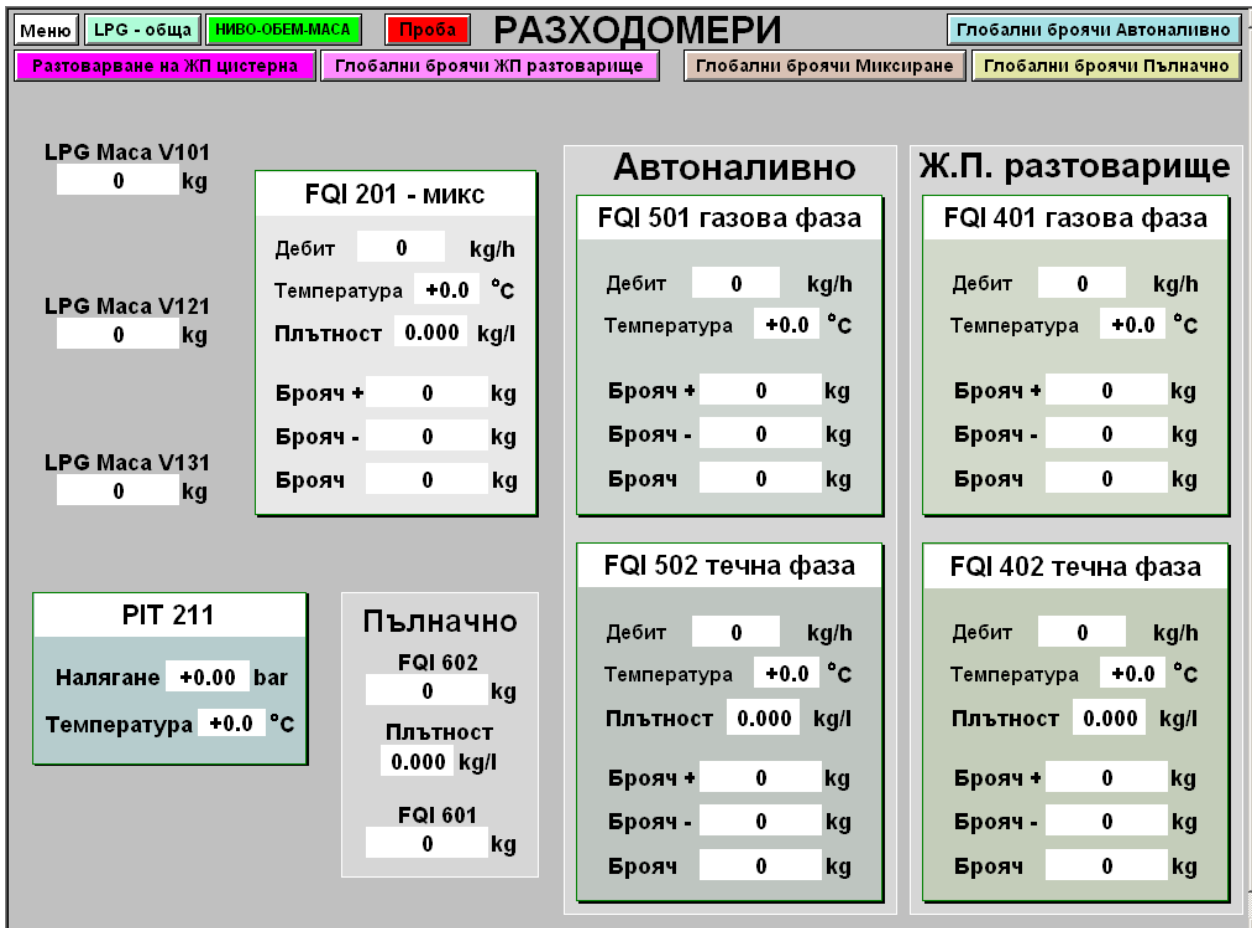 Меню LPG - обща НИВО-ОБЕМ-МАСА Проба РАЗХОДОМЕРИ Глобални броячи Автоналивно
Разтоварване на ЖП цистерна Глобални броячи ЖП разтоварище Глобални броячи Миксиране Глобални броячи Пълначно
LPG Маса V101
0 kg
LPG Маса V121
0 kg
LPG Маса V131
0 kg
FQI 201 - микс
Дебит 0 kg/h
Температура +0.0 °C
Плътност 0.000 kg/l
Брояч + 0 kg
Брояч - 0 kg
Брояч 0 kg
PIT 211
Налягане +0.00 bar
Температура +0.0 °C
Пълначно
FQI 602
0 kg
Плътност
0.000 kg/l
FQI 601
0 kg
Автоналивно
FQI 501 газова фаза
Дебит 0 kg/h
Температура +0.0 °C
Брояч + 0 kg
Брояч - 0 kg
Брояч 0 kg
FQI 502 течна фаза
Дебит 0 kg/h
Температура +0.0 °C
Плътност 0.000 kg/l
Брояч + 0 kg
Брояч - 0 kg
Брояч 0 kg
Ж.П. разтоварище
FQI 401 газова фаза
Дебит 0 kg/h
Температура +0.0 °C
Брояч + 0 kg
Брояч - 0 kg
Брояч 0 kg
FQI 402 течна фаза
Дебит 0 kg/h
Температура +0.0 °C
Плътност 0.000 kg/l
Брояч + 0 kg
Брояч - 0 kg
Брояч 0 kg